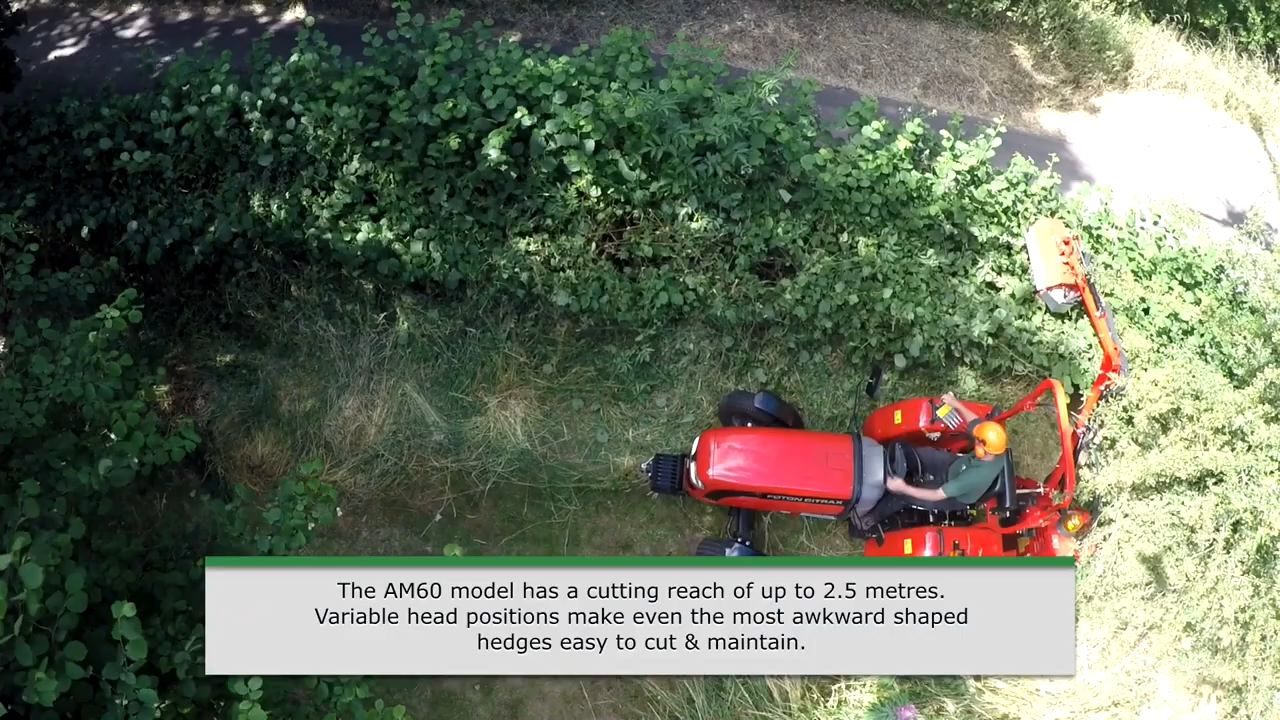 FOTON CITRAX
The AM60 model has a cutting reach of up to 2.5 metres.
Variable head positions make even the most awkward shaped
hedges easy to cut & maintain.